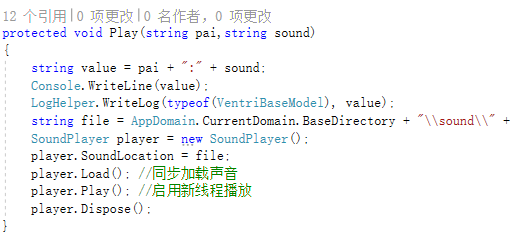 12 个引用|0 项更改|0 名作者，0 项更改
protected void Play(string pai,string sound)
{
string value = pai + ":" + sound;
Console.WriteLine(value);
LogHelper.WriteLog(typeof(VentriBaseModel), value);
string file = AppDomain.CurrentDomain.BaseDirectory + "\\sound\\" +
SoundPlayer player = new SoundPlayer();
player.SoundLocation = file;
player.Load(); //同步加载声音
player.Play(); //启用新线程播放
player.Dispose();
}